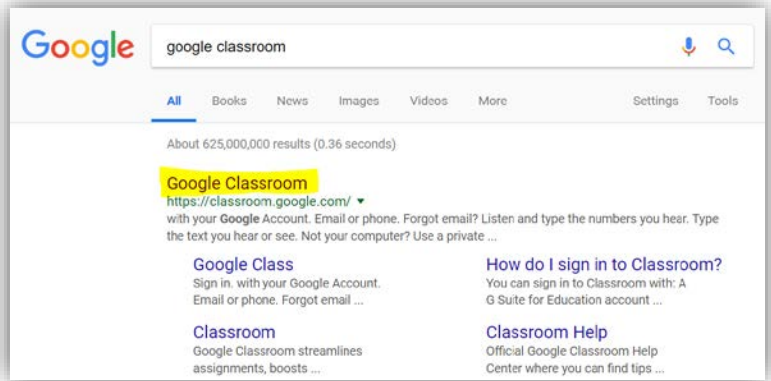 Google google classroom
All Books News Images Videos More Settings Tools
About 625,000,000 results (0.36 seconds)
Google Classroom
https://classroom.google.com/
with your Google Account. Email or phone. Forgot email? Listen and type the numbers you hear. Type
the text you hear or see. Not your computer? Use a private ...
Google Class
Sign in. with your Google Account.
Email or phone. Forgot email ...
How do I sign in to Classroom?
You can sign in to Classroom with: A
G Suite for Education account ...
Classroom
Google Classroom streamlines
assignments, boosts ...
Classroom Help
Official Google Classroom Help
Center where you can find tips ...